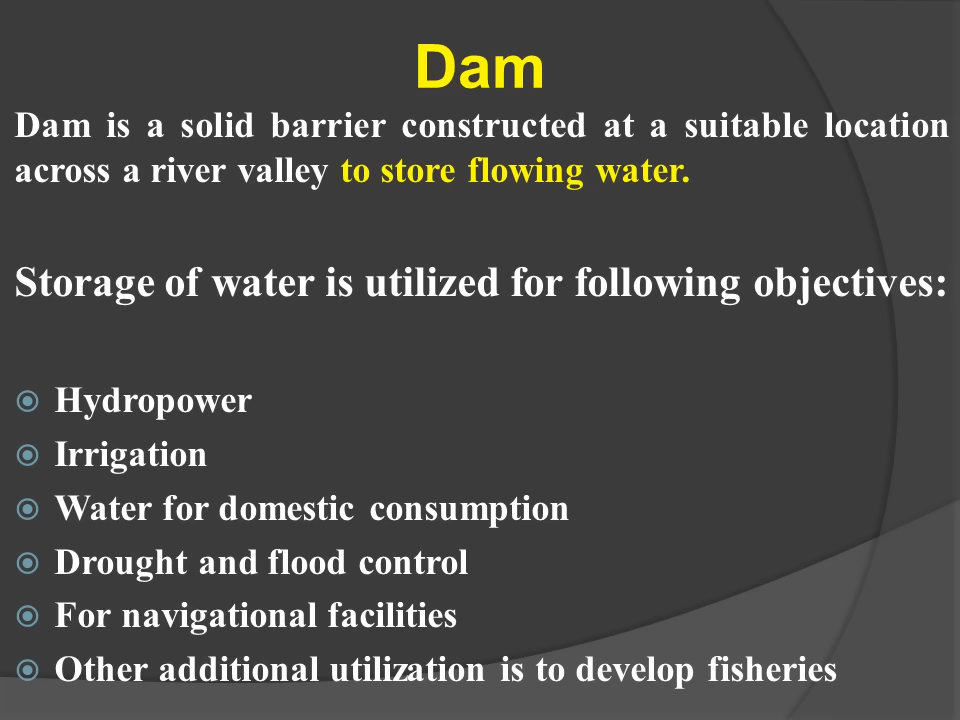 Dam
Dam is a solid barrier constructed at a suitable location
across a river valley to store flowing water.
Storage of water is utilized for following objectives:
Hydropower
Irrigation
Water for domestic consumption
Drought and flood control
For navigational facilities
Other additional utilization is to develop fisheries